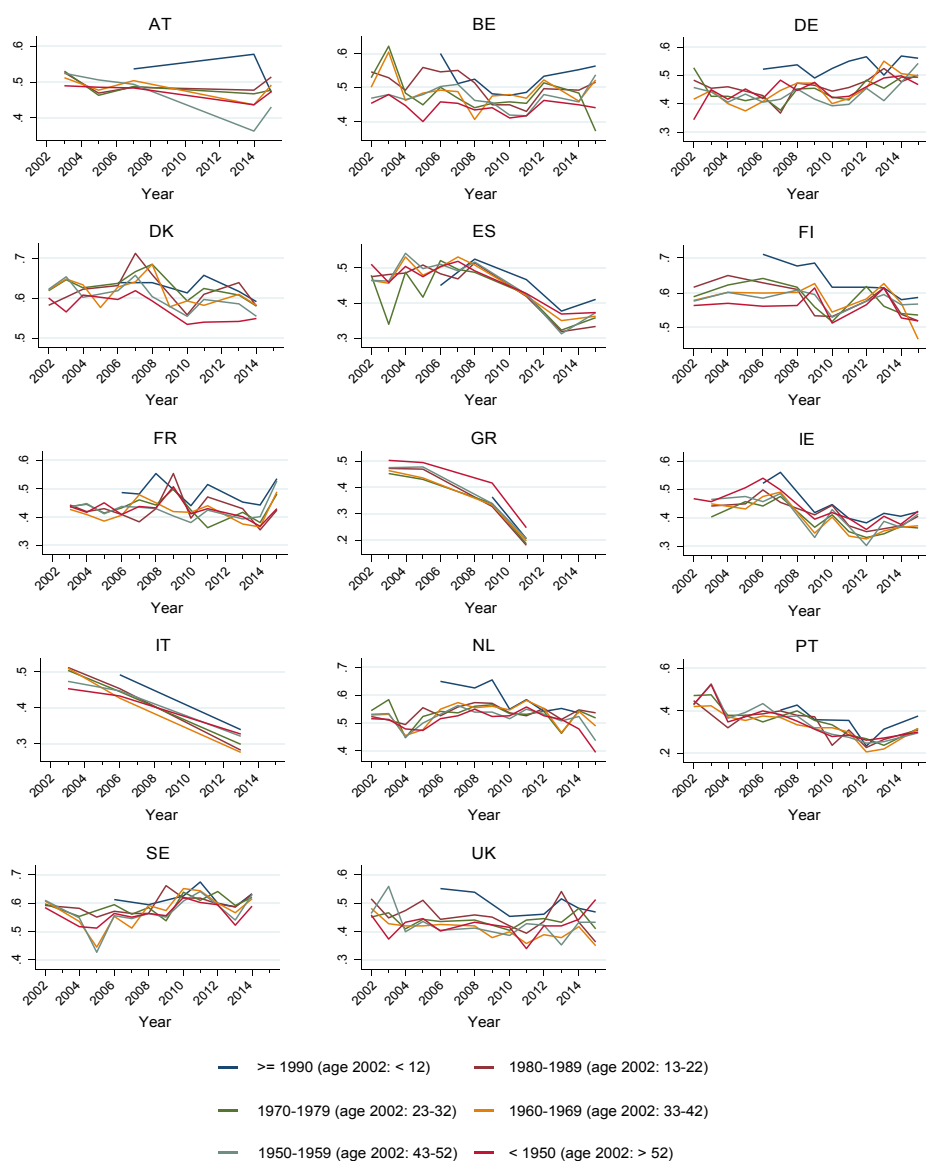 AT BE DE
.6 .5 .4
2002 2004 2006 2008 2010 2012 2014
Year
.6 .5 .4
2002 2004 2006 2008 2010 2012 2014
Year
.6 .5 .4 .3
2002 2004 2006 2008 2010 2012 2014
Year
DK ES FI
.7 .6 .5
2002 2004 2006 2008 2010 2012 2014
Year
.5 .4 .3
2002 2004 2006 2008 2010 2012 2014
Year
.7 .6 .5
2002 2004 2006 2008 2010 2012 2014
Year
FR GR IE
.6 .5 .4 .3
2002 2004 2006 2008 2010 2012 2014
Year
.5 .4 .3 .2
2002 2004 2006 2008 2010 2012 2014
Year
.6 .5 .4 .3
2002 2004 2006 2008 2010 2012 2014
Year
IT NL PT
.5 .3
2002 2004 2006 2008 2010 2012 2014
Year
.7 .6 .5 .4
2002 2004 2006 2008 2010 2012 2014
Year
.6 .4 .2
2002 2004 2006 2008 2010 2012 2014
Year
SE UK
.7 .6 .5 .4
2002 2004 2006 2008 2010 2012 2014
Year
.6 .5 .4 .3
2002 2004 2006 2008 2010 2012 2014
Year
>= 1990 (age 2002: < 12) 1980-1989 (age 2002: 13-22)
1970-1979 (age 2002: 23-32) 1960-1969 (age 2002: 33-42)
1950-1959 (age 2002: 43-52) < 1950 (age 2002: > 52)